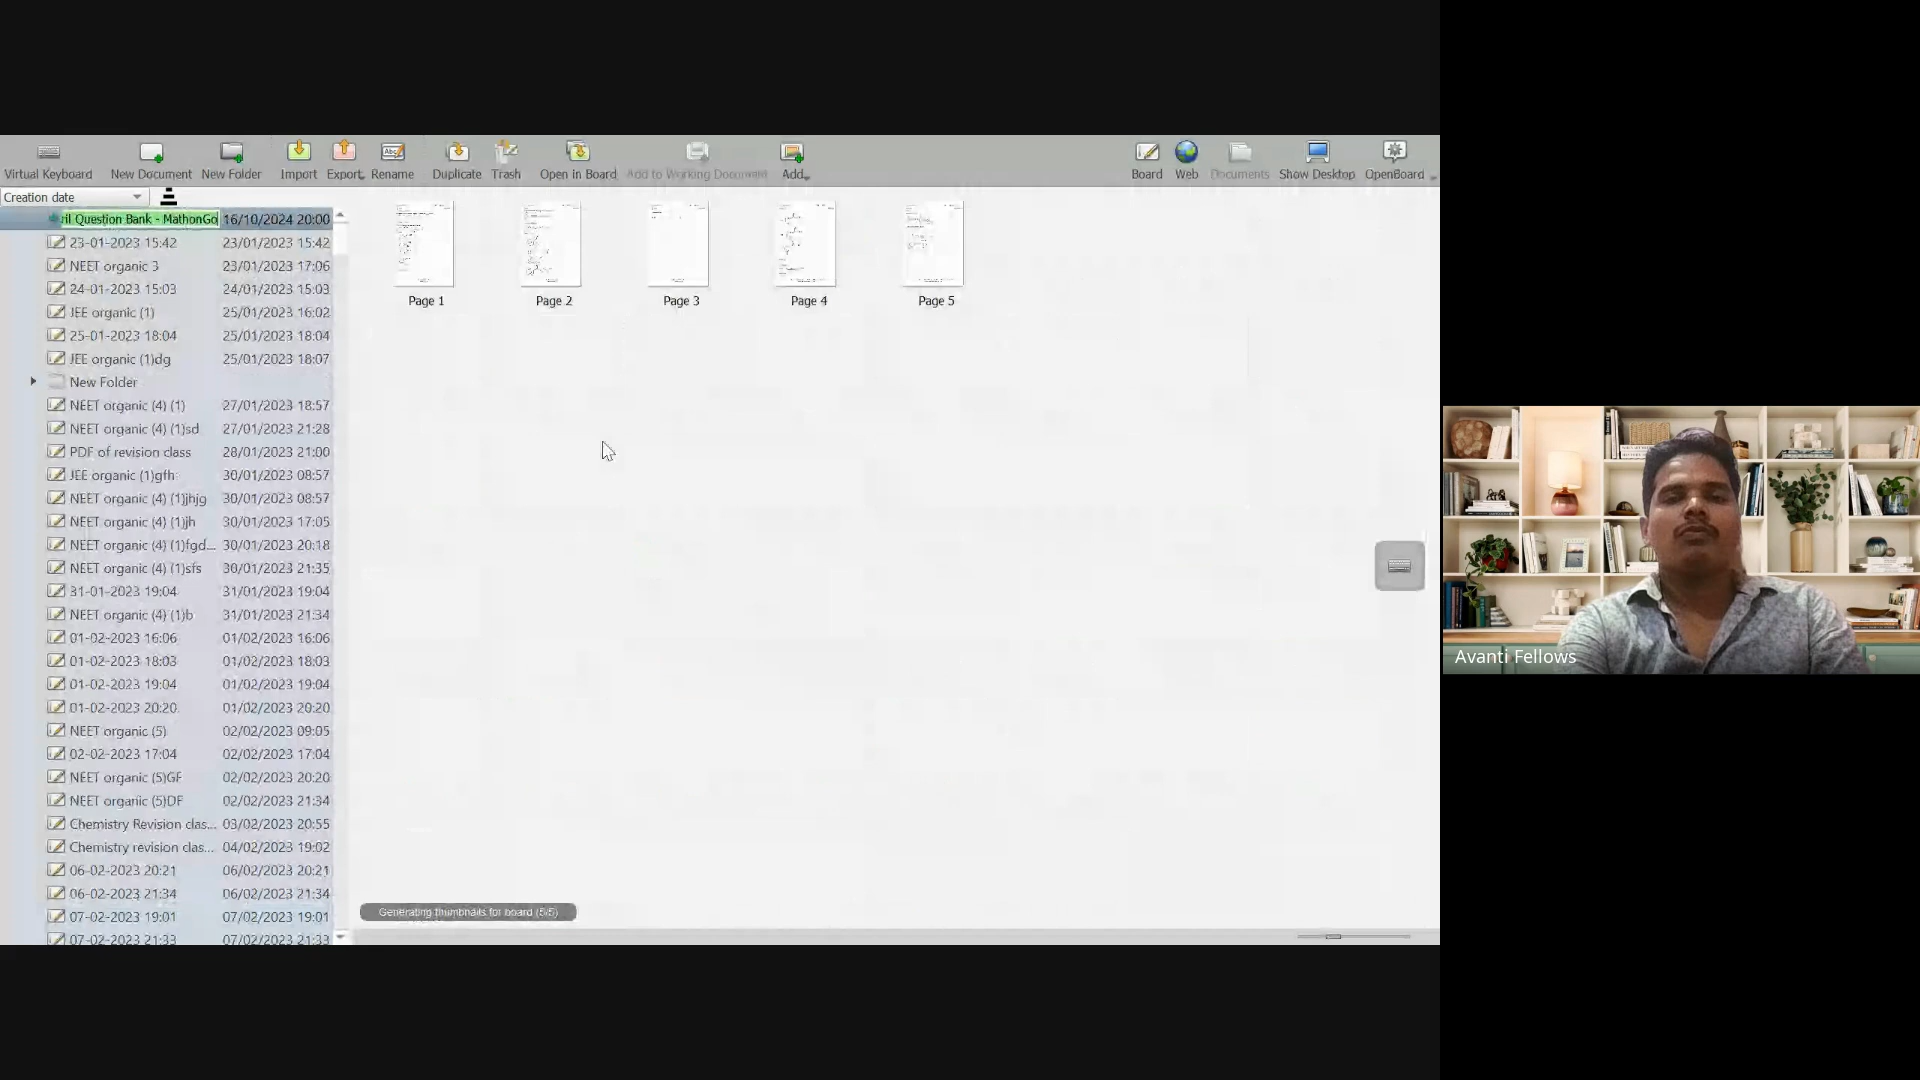 Virtual Keyboard New Document New Folder Import Export Rename Duplicate Trash Open in Board Add to Working Document Add Board Web Documents Show Desktop OpenBoard
Creation date
Question Bank - MathonGo 16/10/2024 20:00
23-01-2023 15:42 23/01/2023 15:42
NEET organic 3 23/01/2023 17:06
24-01-2023 15:03 24/01/2023 15:03
JEE organic (1) 25/01/2023 16:02
25-01-2023 18:04 25/01/2023 18:04
JEE organic (1)dg 25/01/2023 18:07
New Folder
NEET organic (4) (1) 27/01/2023 18:57
NEET organic (4) (1)sd 27/01/2023 21:28
PDF of revision class 28/01/2023 21:00
JEE organic (1)gfh 30/01/2023 08:57
NEET organic (4) (1)jhjg 30/01/2023 08:57
NEET organic (4) (1)jh 30/01/2023 17:05
NEET organic (4) (1)fgd... 30/01/2023 20:18
NEET organic (4) (1)sfs 30/01/2023 21:35
31-01-2023 19:04 31/01/2023 19:04
NEET organic (4) (1)b 31/01/2023 21:34
01-02-2023 16:06 01/02/2023 16:06
01-02-2023 18:03 01/02/2023 18:03
01-02-2023 19:04 01/02/2023 19:04
01-02-2023 20:20 01/02/2023 20:20
NEET organic (5) 02/02/2023 09:05
02-02-2023 17:04 02/02/2023 17:04
NEET organic (5)GF 02/02/2023 20:20
NEET organic (5)DF 02/02/2023 21:34
Chemistry Revision clas... 03/02/2023 20:55
Chemistry revision clas... 04/02/2023 19:02
06-02-2023 20:21 06/02/2023 20:21
06-02-2023 21:34 06/02/2023 21:34
07-02-2023 19:01 07/02/2023 19:01
07-02-2023 21:33 07/02/2023 21:33
Page 1 Page 2 Page 3 Page 4 Page 5
Generating thumbnails for board (5/5)
Avanti Fellows